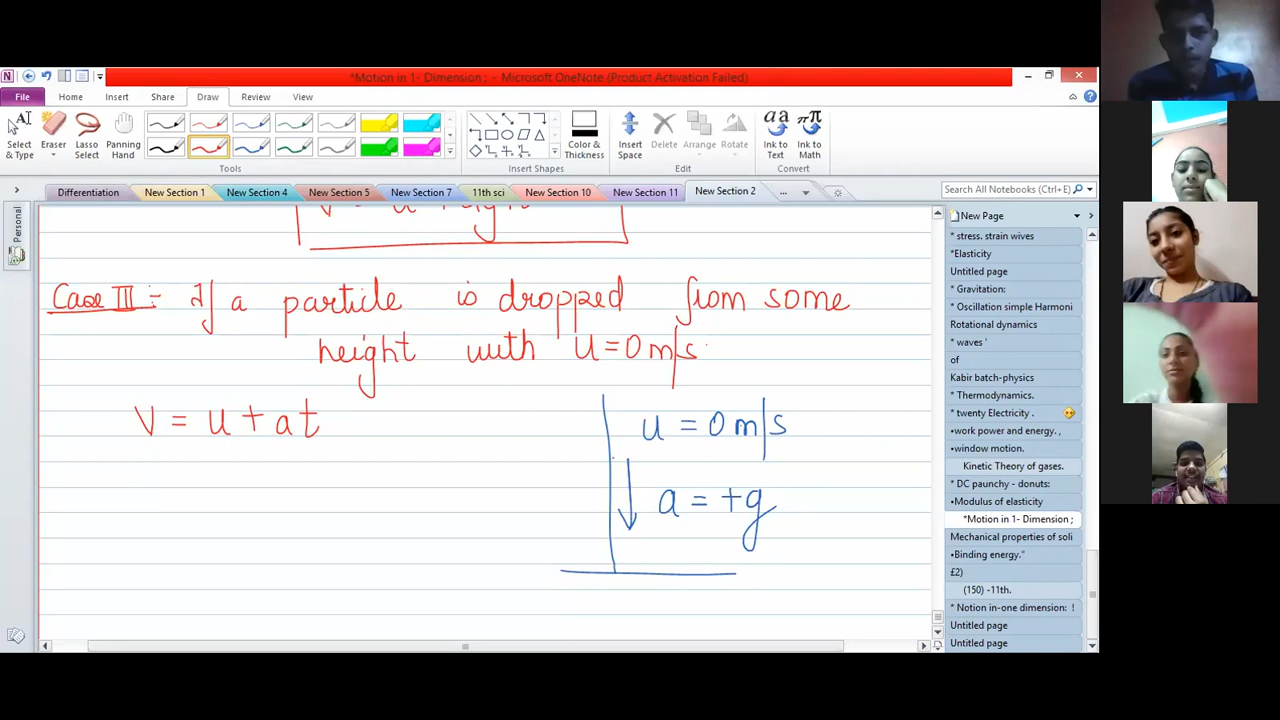 *Motion in 1- Dimension ; - Microsoft OneNote (Product Activation Failed)
File Home Insert Share Draw Review View
Select & Type
Eraser
Lasso Select
Panning Hand
Color & Thickness
Insert Space
Delete
Arrange
Rotate
Ink to Text
Ink to Math
Tools
Insert Shapes
Edit
Convert
Differentiation New Section 1 New Section 4 New Section 5 New Section 7 11th sci New Section 10 New Section 11 New Section 2 ...
Search All Notebooks (Ctrl+E)
Personal
Case III :- If a partile is dropped from some
height with u=0m/s
V = u + at
u = 0m/s
a = +g
New Page
* stress. strain wives
*Elasticity
Untitled page
* Gravitation:
* Oscillation simple Harmoni
Rotational dynamics
* waves '
of
Kabir batch-physics
* Thermodynamics.
* twenty Electricity .
•work power and energy. ,
•window motion.
Kinetic Theory of gases.
* DC paunchy - donuts:
•Modulus of elasticity
*Motion in 1- Dimension ;
Mechanical properties of soli
•Binding energy."
£2)
(150) -11th.
* Notion in-one dimension: !
Untitled page
Untitled page